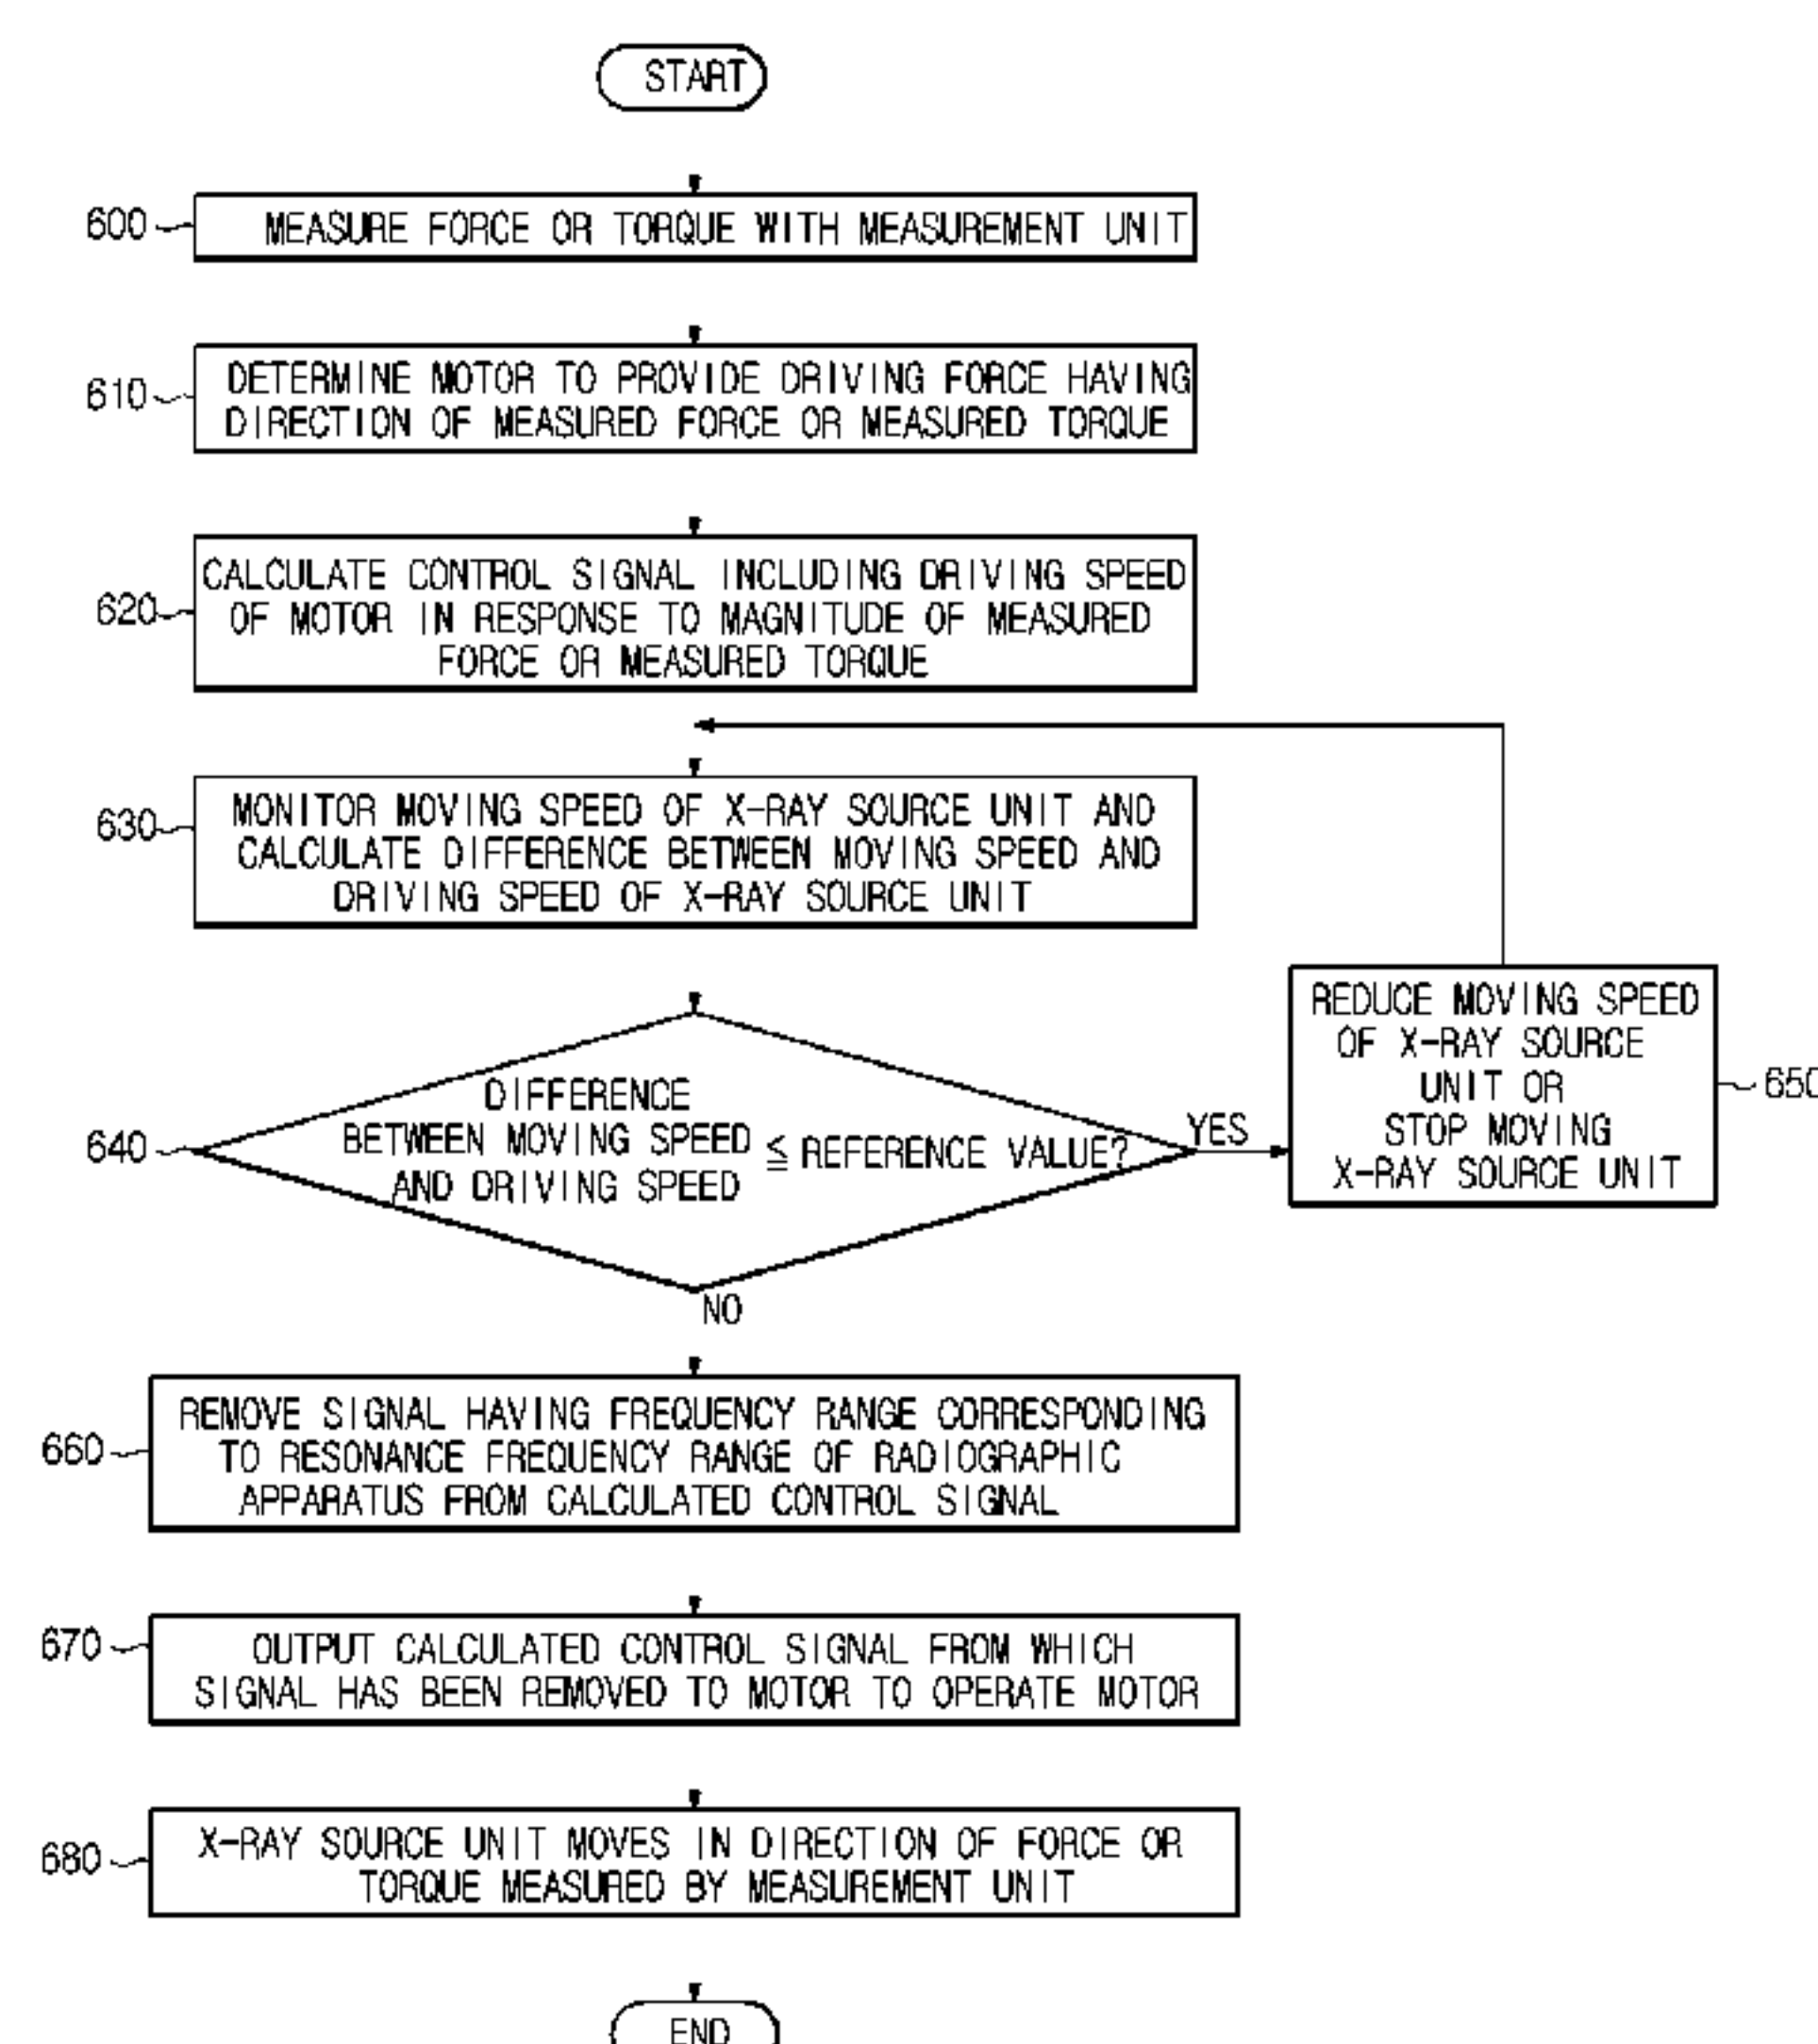 START
600
MEASURE FORCE OR TORQUE WITH MEASUREMENT UNIT
610
DETERMINE MOTOR TO PROVIDE DRIVING FORCE HAVING
DIRECTION OF MEASURED FORCE OR MEASURED TORQUE
620
CALCULATE CONTROL SIGNAL INCLUDING DRIVING SPEED
OF MOTOR IN RESPONSE TO MAGNITUDE OF MEASURED
FORCE OR MEASURED TORQUE
630
MONITOR MOVING SPEED OF X-RAY SOURCE UNIT AND
CALCULATE DIFFERENCE BETWEEN MOVING SPEED AND
DRIVING SPEED OF X-RAY SOURCE UNIT
640
DIFFERENCE
BETWEEN MOVING SPEED
AND DRIVING SPEED
≦ REFERENCE VALUE?
YES
REDUCE MOVING SPEED
OF X-RAY SOURCE
UNIT OR
STOP MOVING
X-RAY SOURCE UNIT
650
NO
660
REMOVE SIGNAL HAVING FREQUENCY RANGE CORRESPONDING
TO RESONANCE FREQUENCY RANGE OF RADIOGRAPHIC
APPARATUS FROM CALCULATED CONTROL SIGNAL
670
OUTPUT CALCULATED CONTROL SIGNAL FROM WHICH
SIGNAL HAS BEEN REMOVED TO MOTOR TO OPERATE MOTOR
680
X-RAY SOURCE UNIT MOVES IN DIRECTION OF FORCE OR
TORQUE MEASURED BY MEASUREMENT UNIT
END